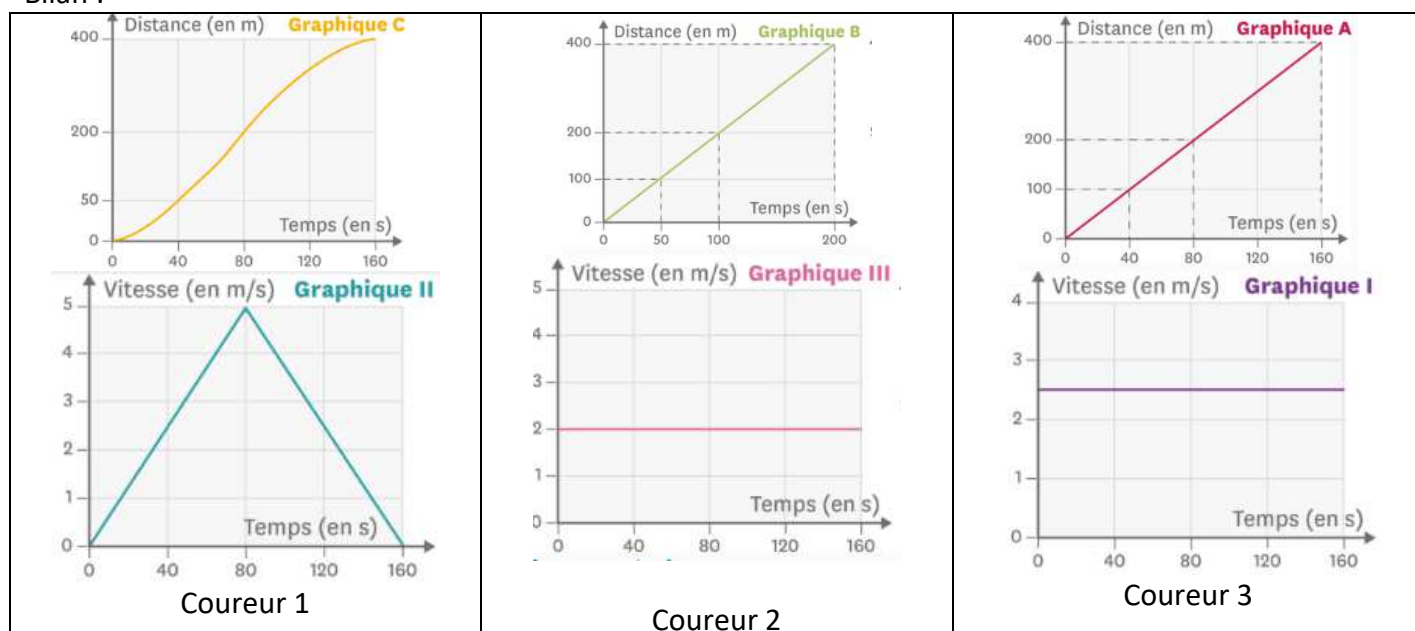 Bilan :
Distance (en m) Graphique C
400
200
50
0
Temps (en s)
0 40 80 120 160
Vitesse (en m/s) Graphique II
5
4
3
2
1
0
Temps (en s)
0 40 80 120 160
Coureur 1
Distance (en m) Graphique B
400
200
100
0
Temps (en s)
0 50 100 200
Vitesse (en m/s) Graphique III
5
4
3
2
1
0
Temps (en s)
0 40 80 120 160
Coureur 2
Distance (en m) Graphique A
400
200
100
0
Temps (en s)
0 40 80 120 160
Vitesse (en m/s) Graphique I
4
3
2
1
0
Temps (en s)
0 40 80 120 160
Coureur 3